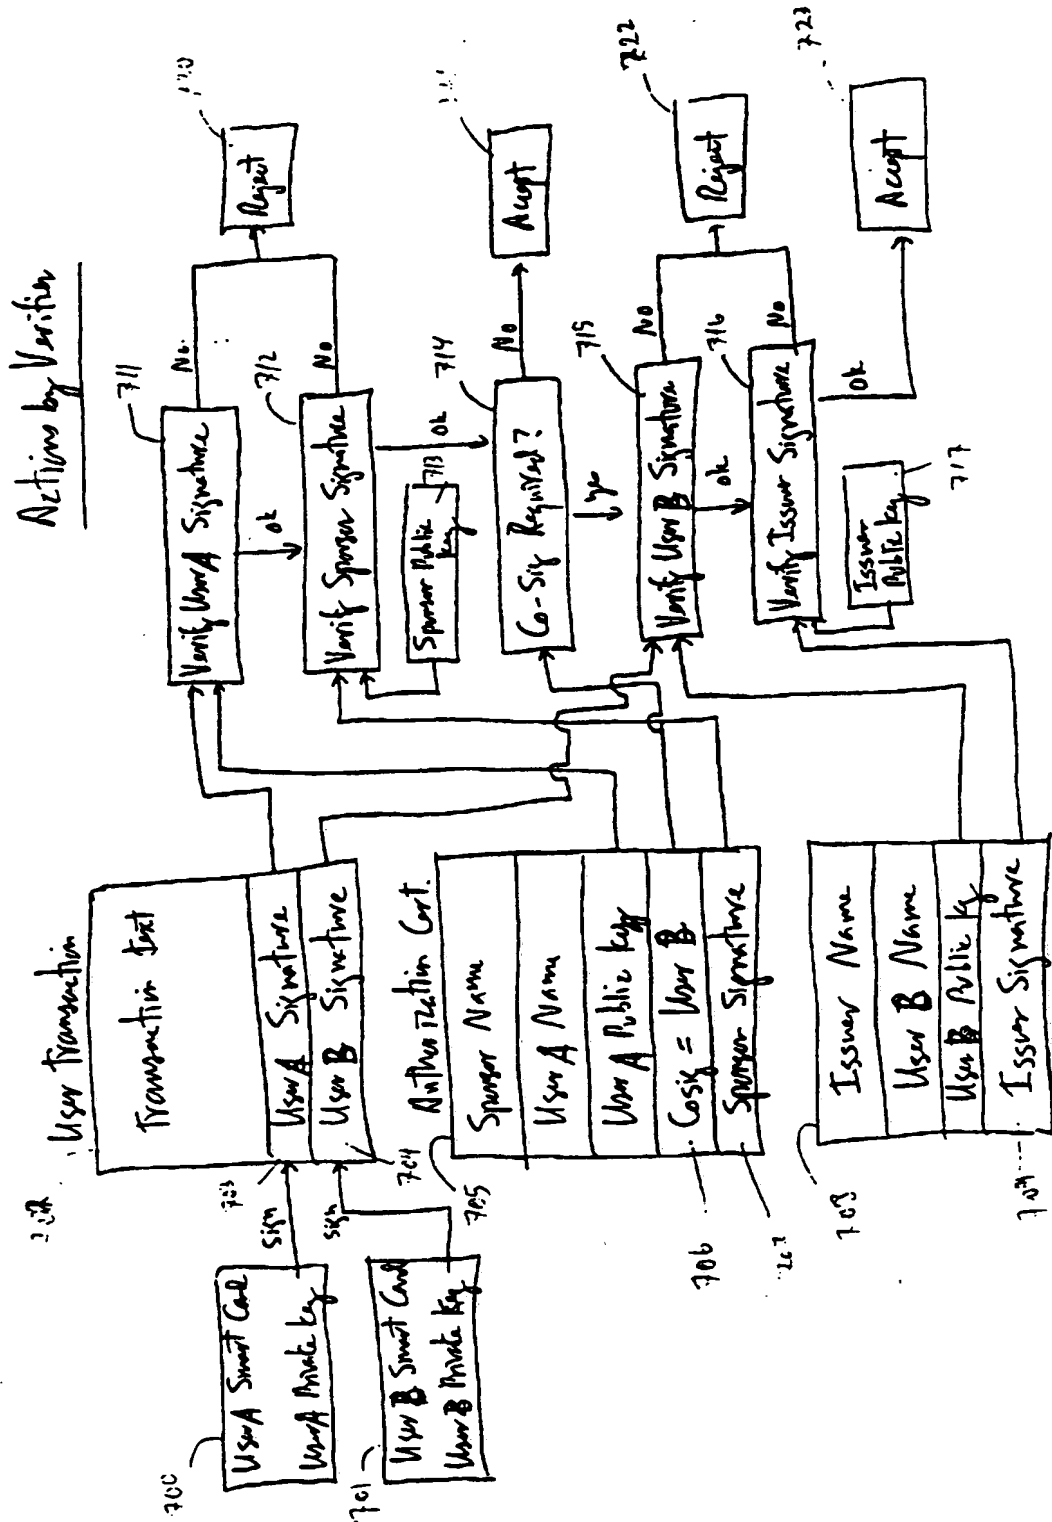 Actions by Verifier
User Transaction
Transaction Text
User A Signature
User B Signature
703
704
700
User A Smart Card
User A Private Key
sign
701
User B Smart Card
User B Private Key
sign
Authorization Cert.
705
Sponsor Name
User A Name
User A Public Key
Cosig = User B
Sponsor Signature
706
708
Issuer Name
User B Name
User B Public Key
Issuer Signature
711
Verify User A Signature
No.
OK
712
Verify Sponsor Signature
No
OK
713
Sponsor Public
Key
Reject
714
Co-Sig Required?
No
Yes
Accept
715
Verify User B Signature
No
OK
716
Verify Issuer Signature
No
OK
717
Issuer
Public Key
722
Reject
723
Accept